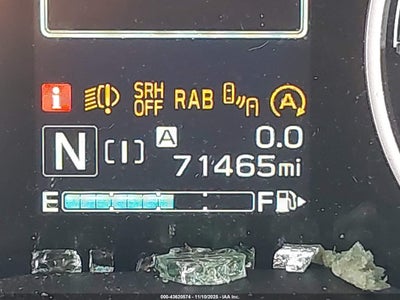 i SRH OFF RAB A
N [I] A 0.0
71465mi
E F
000-43620574 - 11/10/2025 - IAA Inc.